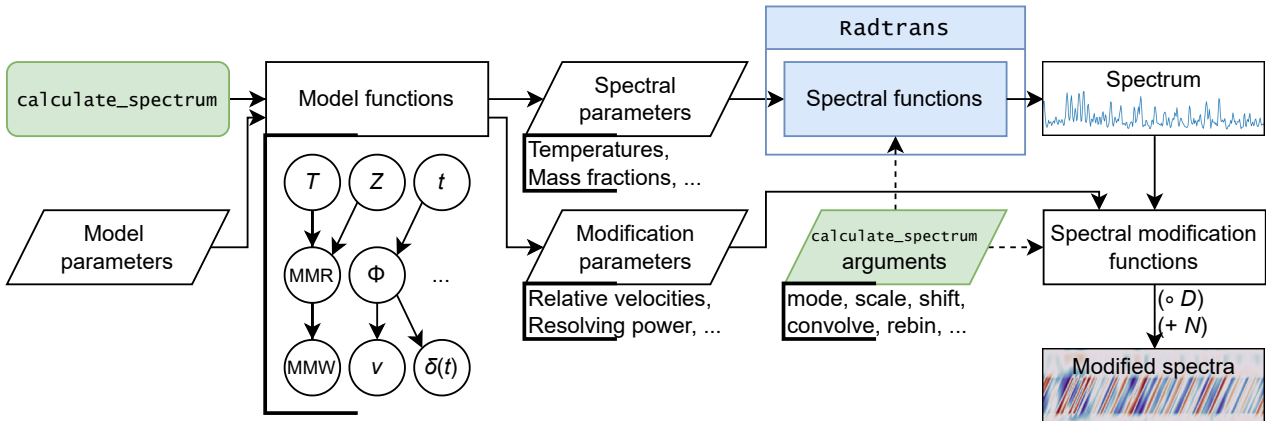 Radtrans
calculate_spectrum
Model functions
Spectral
parameters
Spectral functions
Spectrum
Temperatures,
Mass fractions, ...
T
Z
t
Model
parameters
MMR
Φ
...
Modification
parameters
calculate_spectrum
arguments
Spectral modification
functions
Relative velocities,
Resolving power, ...
mode, scale, shift,
convolve, rebin, ...
(∘ D)
(+ N)
MMW
v
δ(t)
Modified spectra